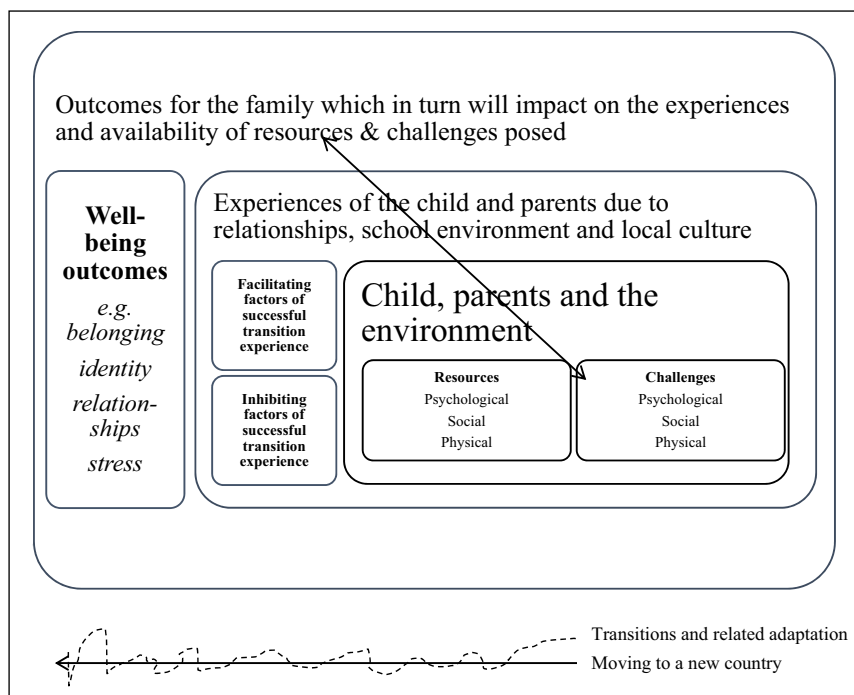 Outcomes for the family which in turn will impact on the experiences
and availability of resources & challenges posed
Well-
being
outcomes
e.g.
belonging
identity
relation-
ships
stress
Experiences of the child and parents due to
relationships, school environment and local culture
Facilitating
factors of
successful
transition
experience
Inhibiting
factors of
successful
transition
experience
Child, parents and the
environment
Resources
Psychological
Social
Physical
Challenges
Psychological
Social
Physical
Transitions and related adaptation
Moving to a new country